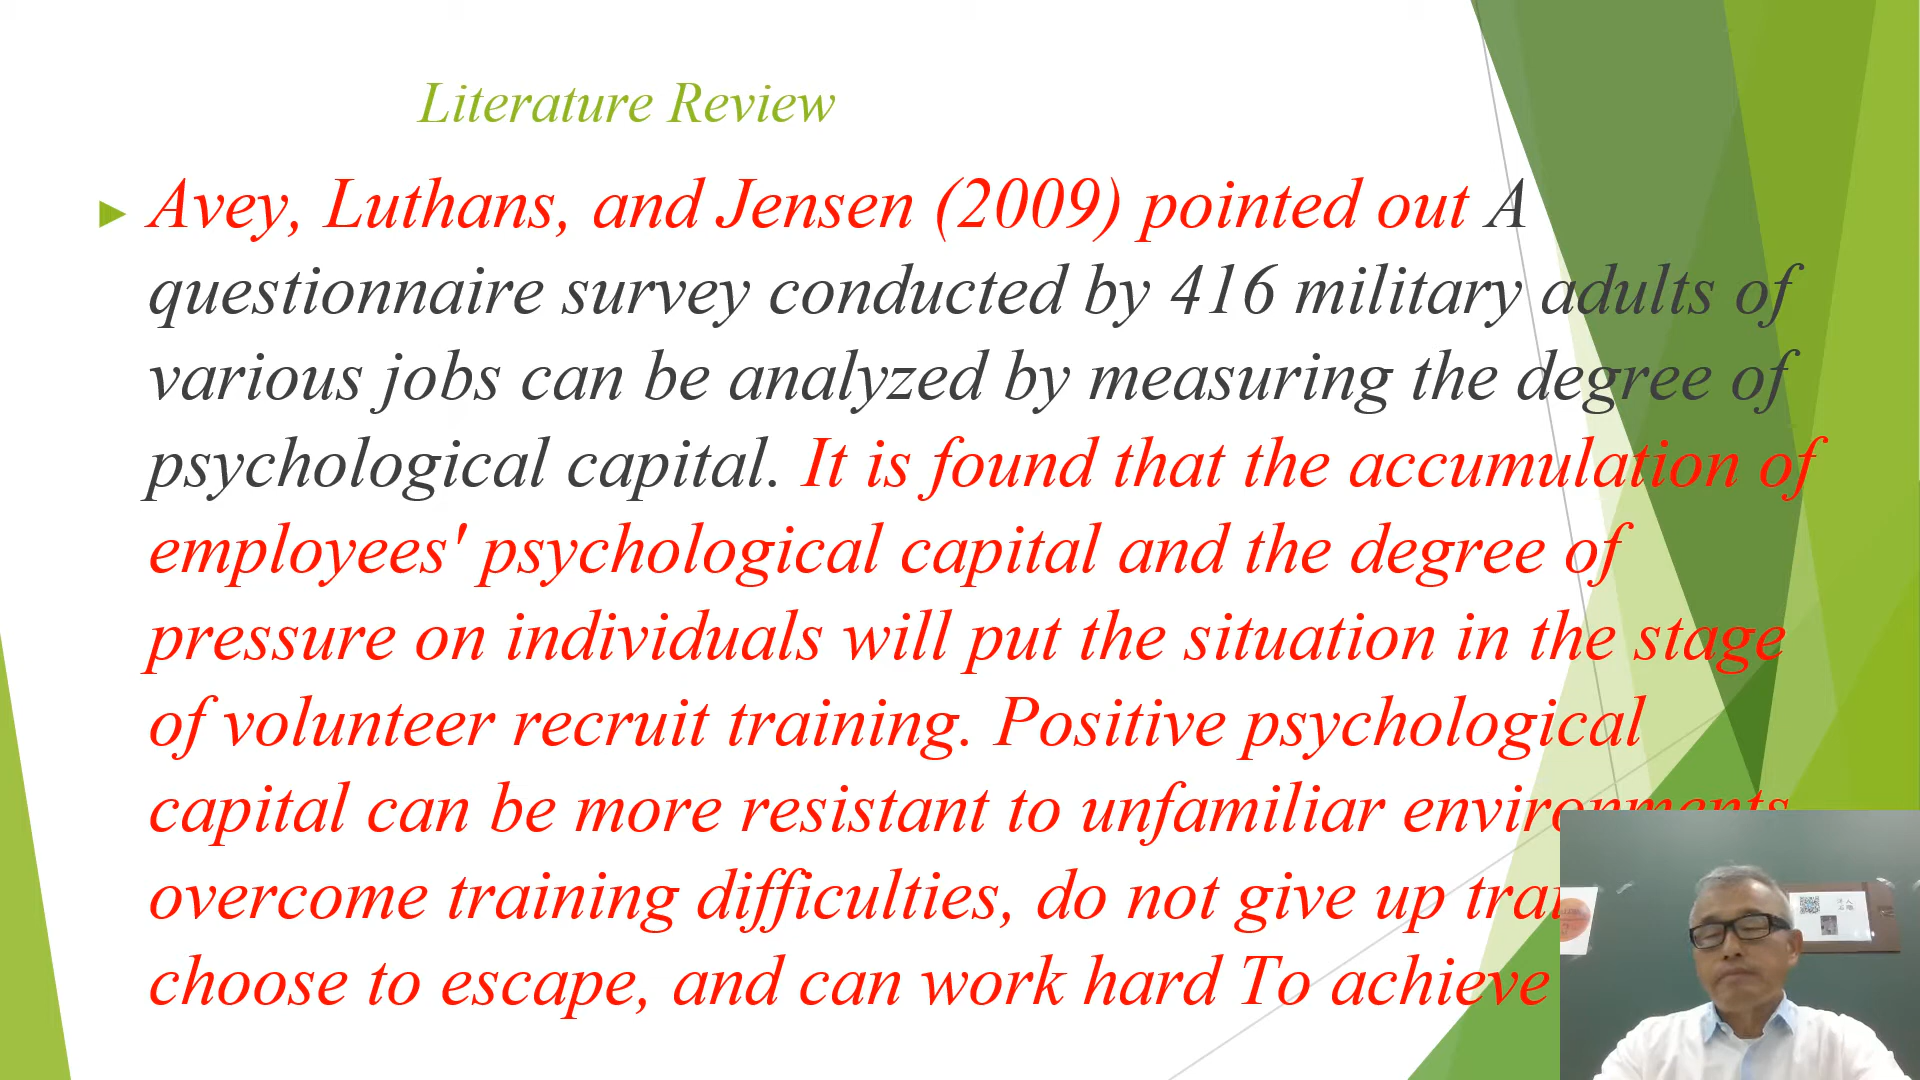 Literature Review
Avey, Luthans, and Jensen (2009) pointed out A
questionnaire survey conducted by 416 military adults of
various jobs can be analyzed by measuring the degree of
psychological capital. It is found that the accumulation of
employees' psychological capital and the degree of
pressure on individuals will put the situation in the stage
of volunteer recruit training. Positive psychological
capital can be more resistant to unfamiliar environments
overcome training difficulties, do not give up
choose to escape, and can work hard To achieve